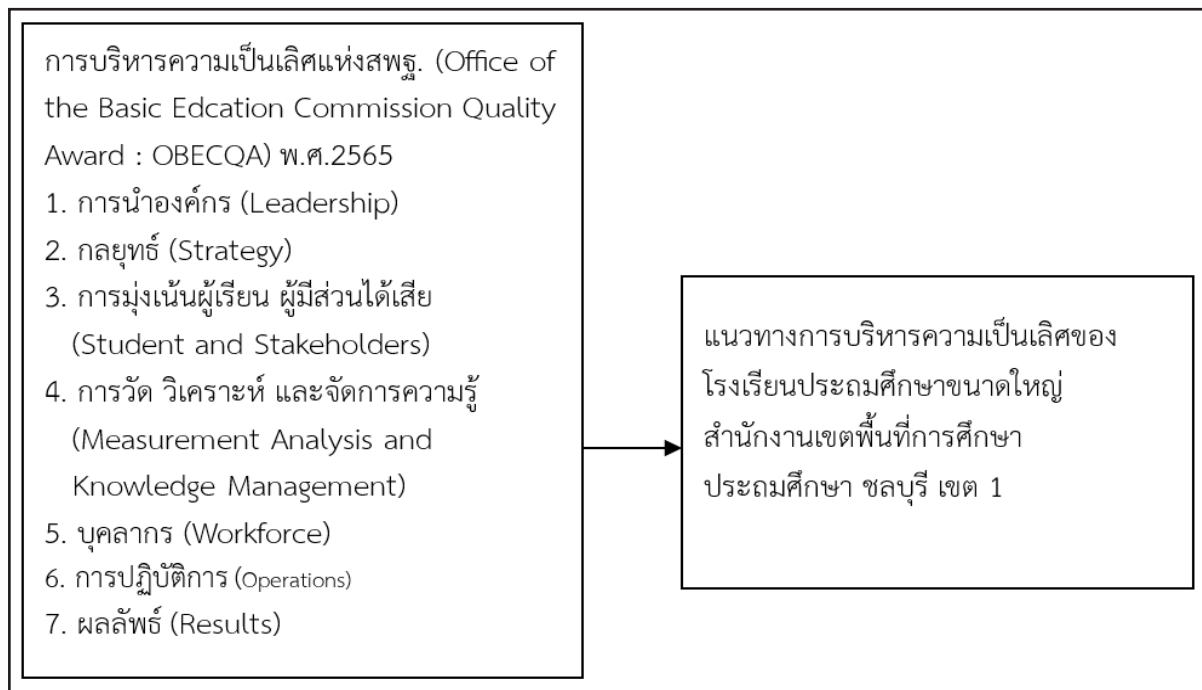 การบริหารความเป็นเลิศแห่งสพฐ. (Office of
the Basic Edcation Commission Quality
Award : OBECQA) พ.ศ.2565
1. การนำองค์กร (Leadership)
2. กลยุทธ์ (Strategy)
3. การมุ่งเน้นผู้เรียน ผู้มีส่วนได้เสีย
(Student and Stakeholders)
4. การวัด วิเคราะห์ และจัดการความรู้
(Measurement Analysis and
Knowledge Management)
5. บุคลากร (Workforce)
6. การปฏิบัติการ (Operations)
7. ผลลัพธ์ (Results)
แนวทางการบริหารความเป็นเลิศของ
โรงเรียนประถมศึกษาขนาดใหญ่
สำนักงานเขตพื้นที่การศึกษา
ประถมศึกษา ชลบุรี เขต 1